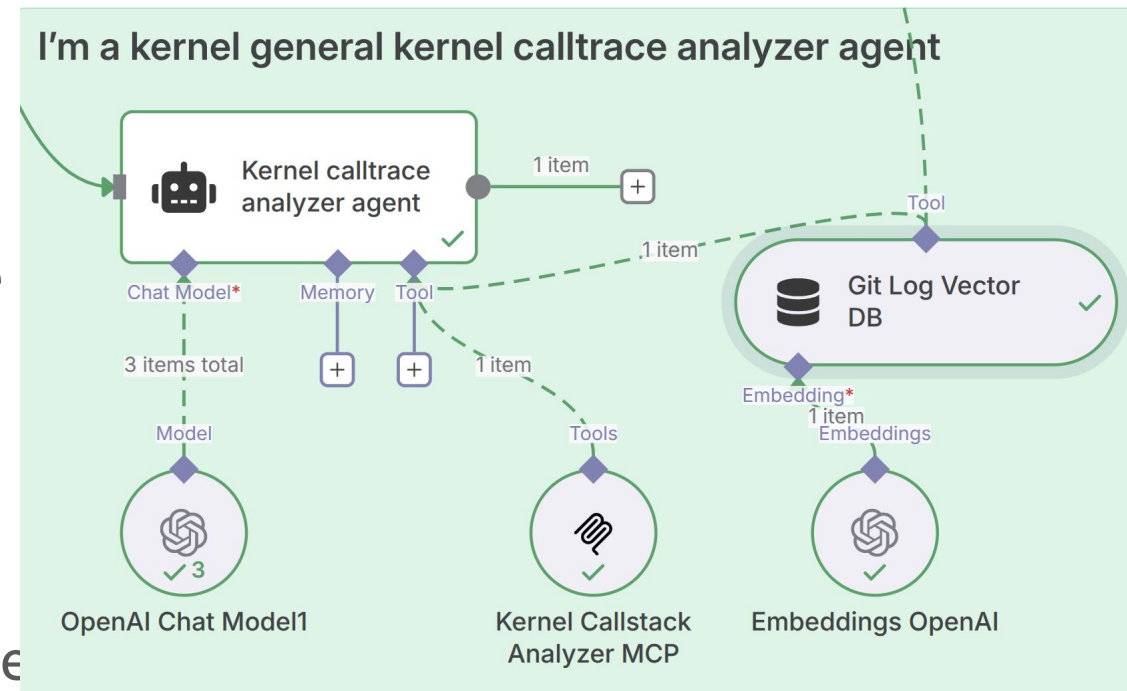 I'm a kernel general kernel calltrace analyzer agent
Kernel calltrace
analyzer agent
1 item
Tool
1 item
Git Log Vector
DB
Chat Model*
Memory
Tool
3 items total
1 item
Embedding*
1 item
Embeddings
Model
Tools
3
OpenAI Chat Model1
Kernel Callstack
Analyzer MCP
Embeddings OpenAI